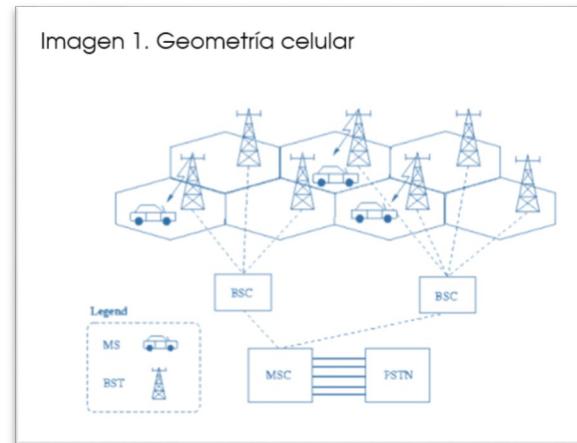 Imagen 1. Geometría celular
BSC
BSC
Legend
MS
BST
MSC
PSTN